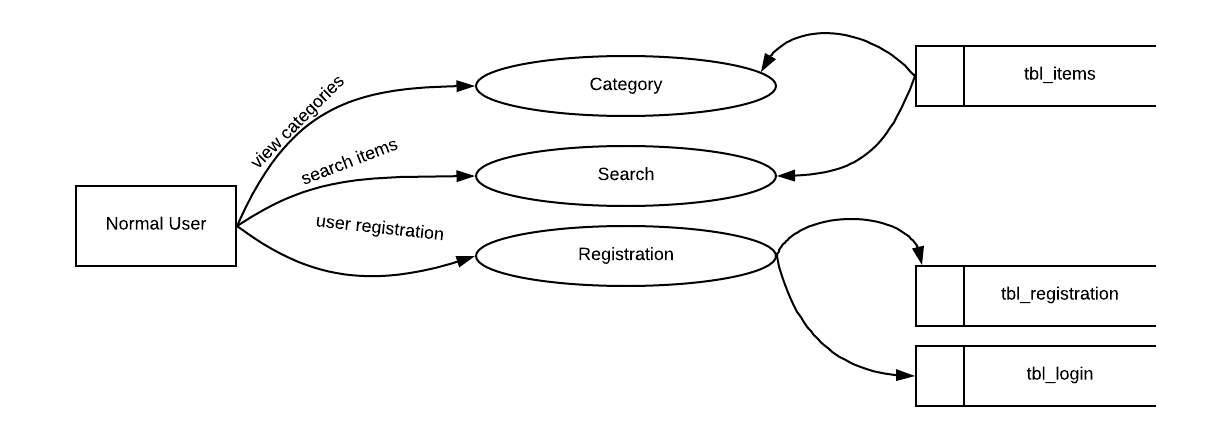 view categories
Category
tbl_items
search items
Search
Normal User
user registration
Registration
tbl_registration
tbl_login